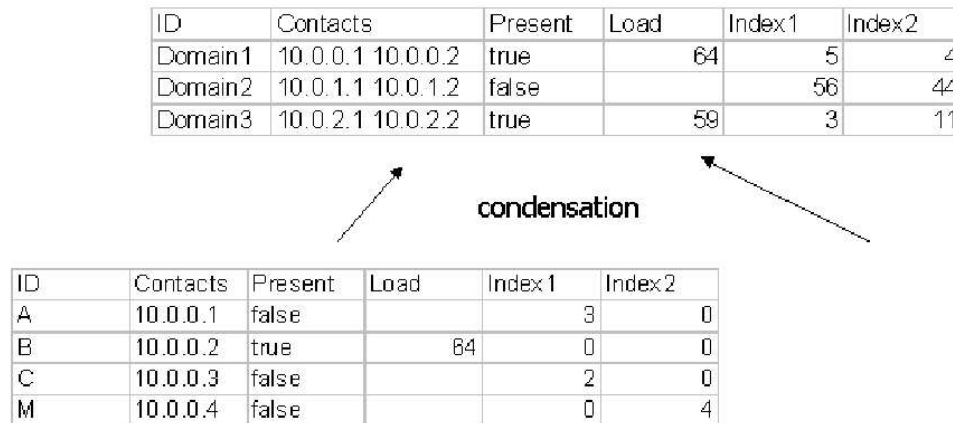 ID Contacts Present Load Index1 Index2
Domain1 10.0.0.1 10.0.0.2 true 64 5 4
Domain2 10.0.1.1 10.0.1.2 false 56 44
Domain3 10.0.2.1 10.0.2.2 true 59 3 11
condensation
ID Contacts Present Load Index1 Index2
A 10.0.0.1 false 3 0
B 10.0.0.2 true 64 0 0
C 10.0.0.3 false 2 0
M 10.0.0.4 false 0 4